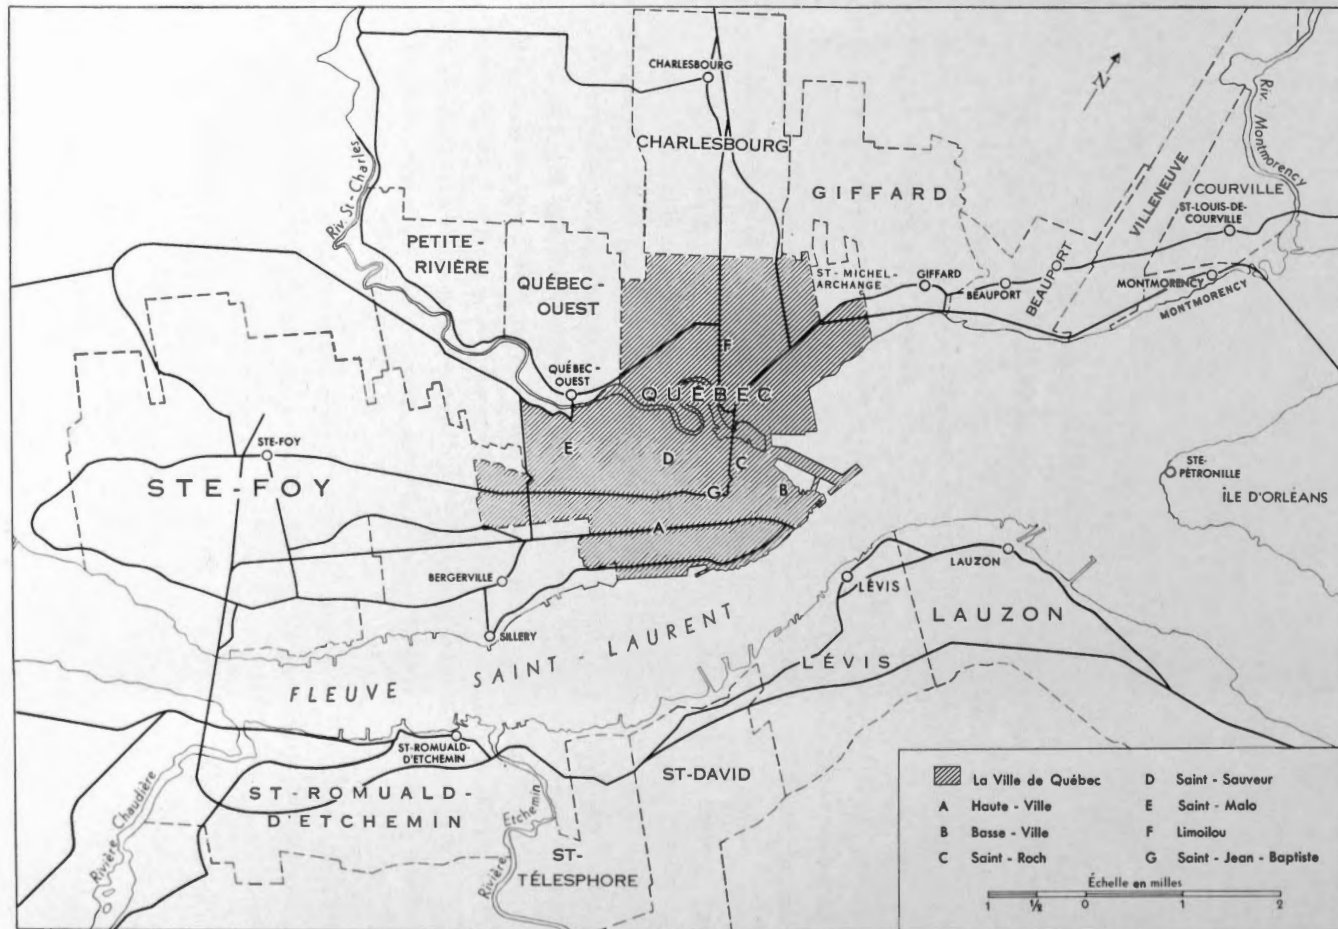 CHARLESBOURG
CHARLESBOURG
Z
Riv. Montmorency
Riv. St-Charles
GIFFARD
VILLENEUVE
COURVILLE
ST-LOUIS-DE-
COURVILLE
PETITE-
RIVIÈRE
QUÉBEC-
OUEST
ST-MICHEL-
ARCHANGE
GIFFARD
BEAUPORT
BEAUPORT
MONTMORENCY
MONTMORENCY
F
QUÉBEC-
OUEST
QUÉBEC
STE-FOY
E
D
C
STE-
PÉTRONILLE
STE-FOY
G
B
ÎLE D'ORLÉANS
A
BERGERVILLE
LÉVIS
LAUZON
SILLERY
LAUZON
FLEUVE SAINT-LAURENT
LÉVIS
ST-ROMUALD-
D'ETCHEMIN
ST-DAVID
Rivière Chaudière
ST-ROMUALD-
D'ETCHEMIN
Rivière Etchemin
ST-
TÉLESPHORE
La Ville de Québec
A Haute - Ville
B Basse - Ville
C Saint - Roch
D Saint - Sauveur
E Saint - Malo
F Limoilou
G Saint - Jean - Baptiste
Échelle en milles
1 ½ 0 1 2